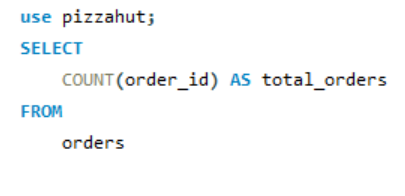 use pizzahut;
SELECT
    COUNT(order_id) AS total_orders
FROM
    orders